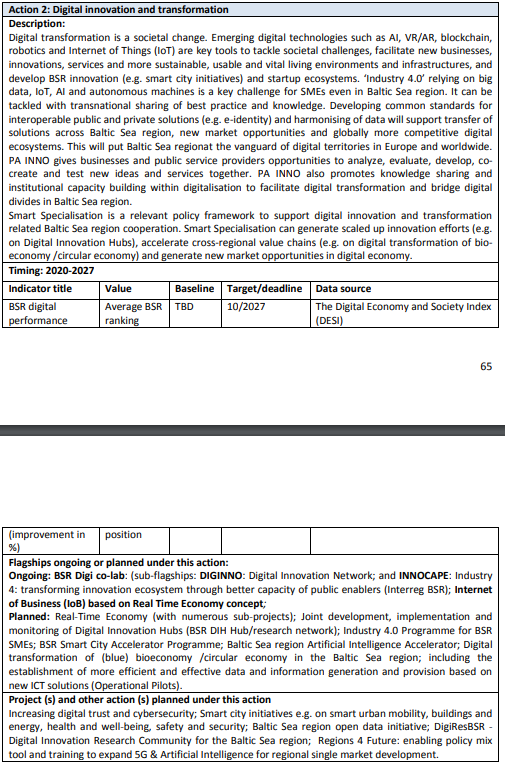 Action 2: Digital innovation and transformation
Description:
Digital transformation is a societal change. Emerging digital technologies such as AI, VR/AR, blockchain,
robotics and Internet of Things (IoT) are key tools to tackle societal challenges, facilitate new businesses,
innovations, services and more sustainable, usable and vital living environments and infrastructures, and
develop BSR innovation (e.g. smart city initiatives) and startup ecosystems. ‘Industry 4.0’ relying on big
data, IoT, AI and autonomous machines is a key challenge for SMEs even in Baltic Sea region. It can be
tackled with transnational sharing of best practice and knowledge. Developing common standards for
interoperable public and private solutions (e.g. e-identity) and harmonising of data will support transfer of
solutions across Baltic Sea region, new market opportunities and globally more competitive digital
ecosystems. This will put Baltic Sea regionat the vanguard of digital territories in Europe and worldwide.
PA INNO gives businesses and public service providers opportunities to analyze, evaluate, develop, co-
create and test new ideas and services together. PA INNO also promotes knowledge sharing and
institutional capacity building within digitalisation to facilitate digital transformation and bridge digital
divides in Baltic Sea region.
Smart Specialisation is a relevant policy framework to support digital innovation and transformation
related Baltic Sea region cooperation. Smart Specialisation can generate scaled up innovation efforts (e.g.
on Digital Innovation Hubs), accelerate cross-regional value chains (e.g. on digital transformation of bio-
economy /circular economy) and generate new market opportunities in digital economy.
Timing: 2020-2027
Indicator title Value Baseline Target/deadline Data source
BSR digital Average BSR TBD 10/2027 The Digital Economy and Society Index
performance ranking (DESI)
65
(improvement in position
%)
Flagships ongoing or planned under this action:
Ongoing: BSR Digi co-lab: (sub-flagships: DIGINNO: Digital Innovation Network; and INNOCAPE: Industry
4: transforming innovation ecosystem through better capacity of public enablers (Interreg BSR); Internet
of Business (IoB) based on Real Time Economy concept;
Planned: Real-Time Economy (with numerous sub-projects); Joint development, implementation and
monitoring of Digital Innovation Hubs (BSR DIH Hub/research network); Industry 4.0 Programme for BSR
SMEs; BSR Smart City Accelerator Programme; Baltic Sea region Artificial Intelligence Accelerator; Digital
transformation of (blue) bioeconomy /circular economy in the Baltic Sea region; including the
establishment of more efficient and effective data and information generation and provision based on
new ICT solutions (Operational Pilots).
Project (s) and other action (s) planned under this action
Increasing digital trust and cybersecurity; Smart city initiatives e.g. on smart urban mobility, buildings and
energy, health and well-being, safety and security; Baltic Sea region open data initiative; DigiResBSR -
Digital Innovation Research Community for the Baltic Sea region; Regions 4 Future: enabling policy mix
tool and training to expand 5G & Artificial Intelligence for regional single market development.